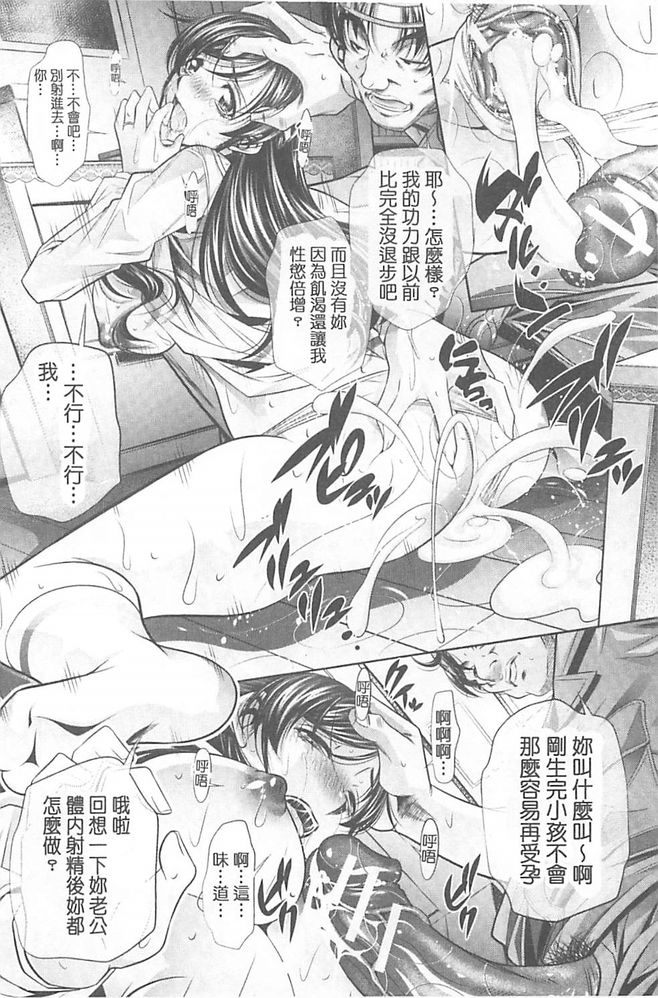 耶～…怎麼樣？
我的功力跟以前
比完全沒退步吧
而且沒有妳
因為飢渴還讓我
性慾倍增？
不…不會吧…
別射進去…啊…
你…
呼唔
呼唔
呼唔
…不行…不行…
我…
妳叫什麼叫～啊
剛生完小孩不會
那麼容易再受孕
啊啊啊…
呼唔
呼唔
呼唔
啊…這…
味…道…
哦啦
回想一下妳老公
體內射精後妳都
怎麼做？